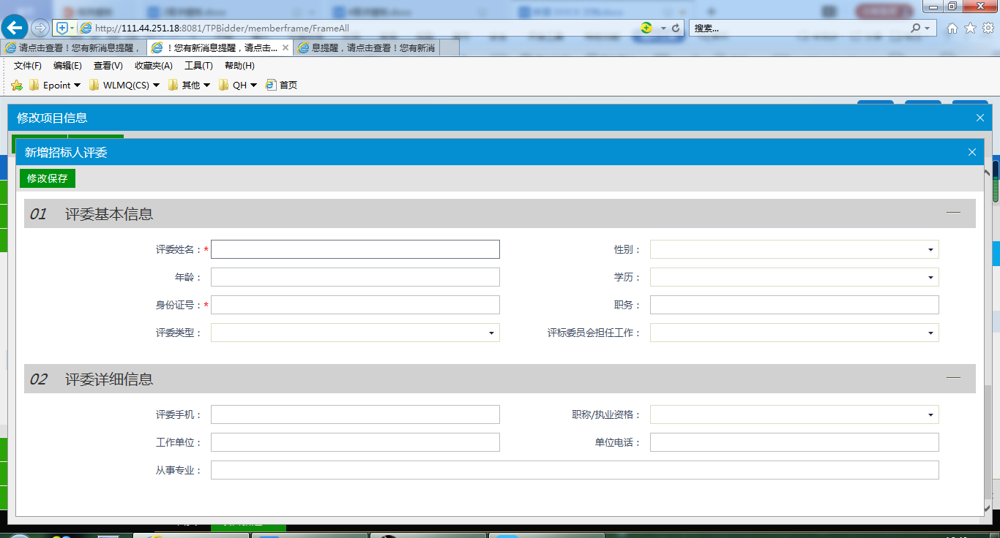 http://111.44.251.18:8081/TPBidder/memberframe/FrameAll
搜索...
请点击查看！您有新消息提醒，
！您有新消息提醒，请点击...
息提醒，请点击查看！您有新消
文件(F) 编辑(E) 查看(V) 收藏夹(A) 工具(T) 帮助(H)
Epoint WLMQ(CS) 其他 QH 首页
修改项目信息
新增招标人评委
修改保存
01 评委基本信息
评委姓名：* 性别：
年龄： 学历：
身份证号：* 职务：
评委类型： 评标委员会担任工作：
02 评委详细信息
评委手机： 职称/执业资格：
工作单位： 单位电话：
从事专业：